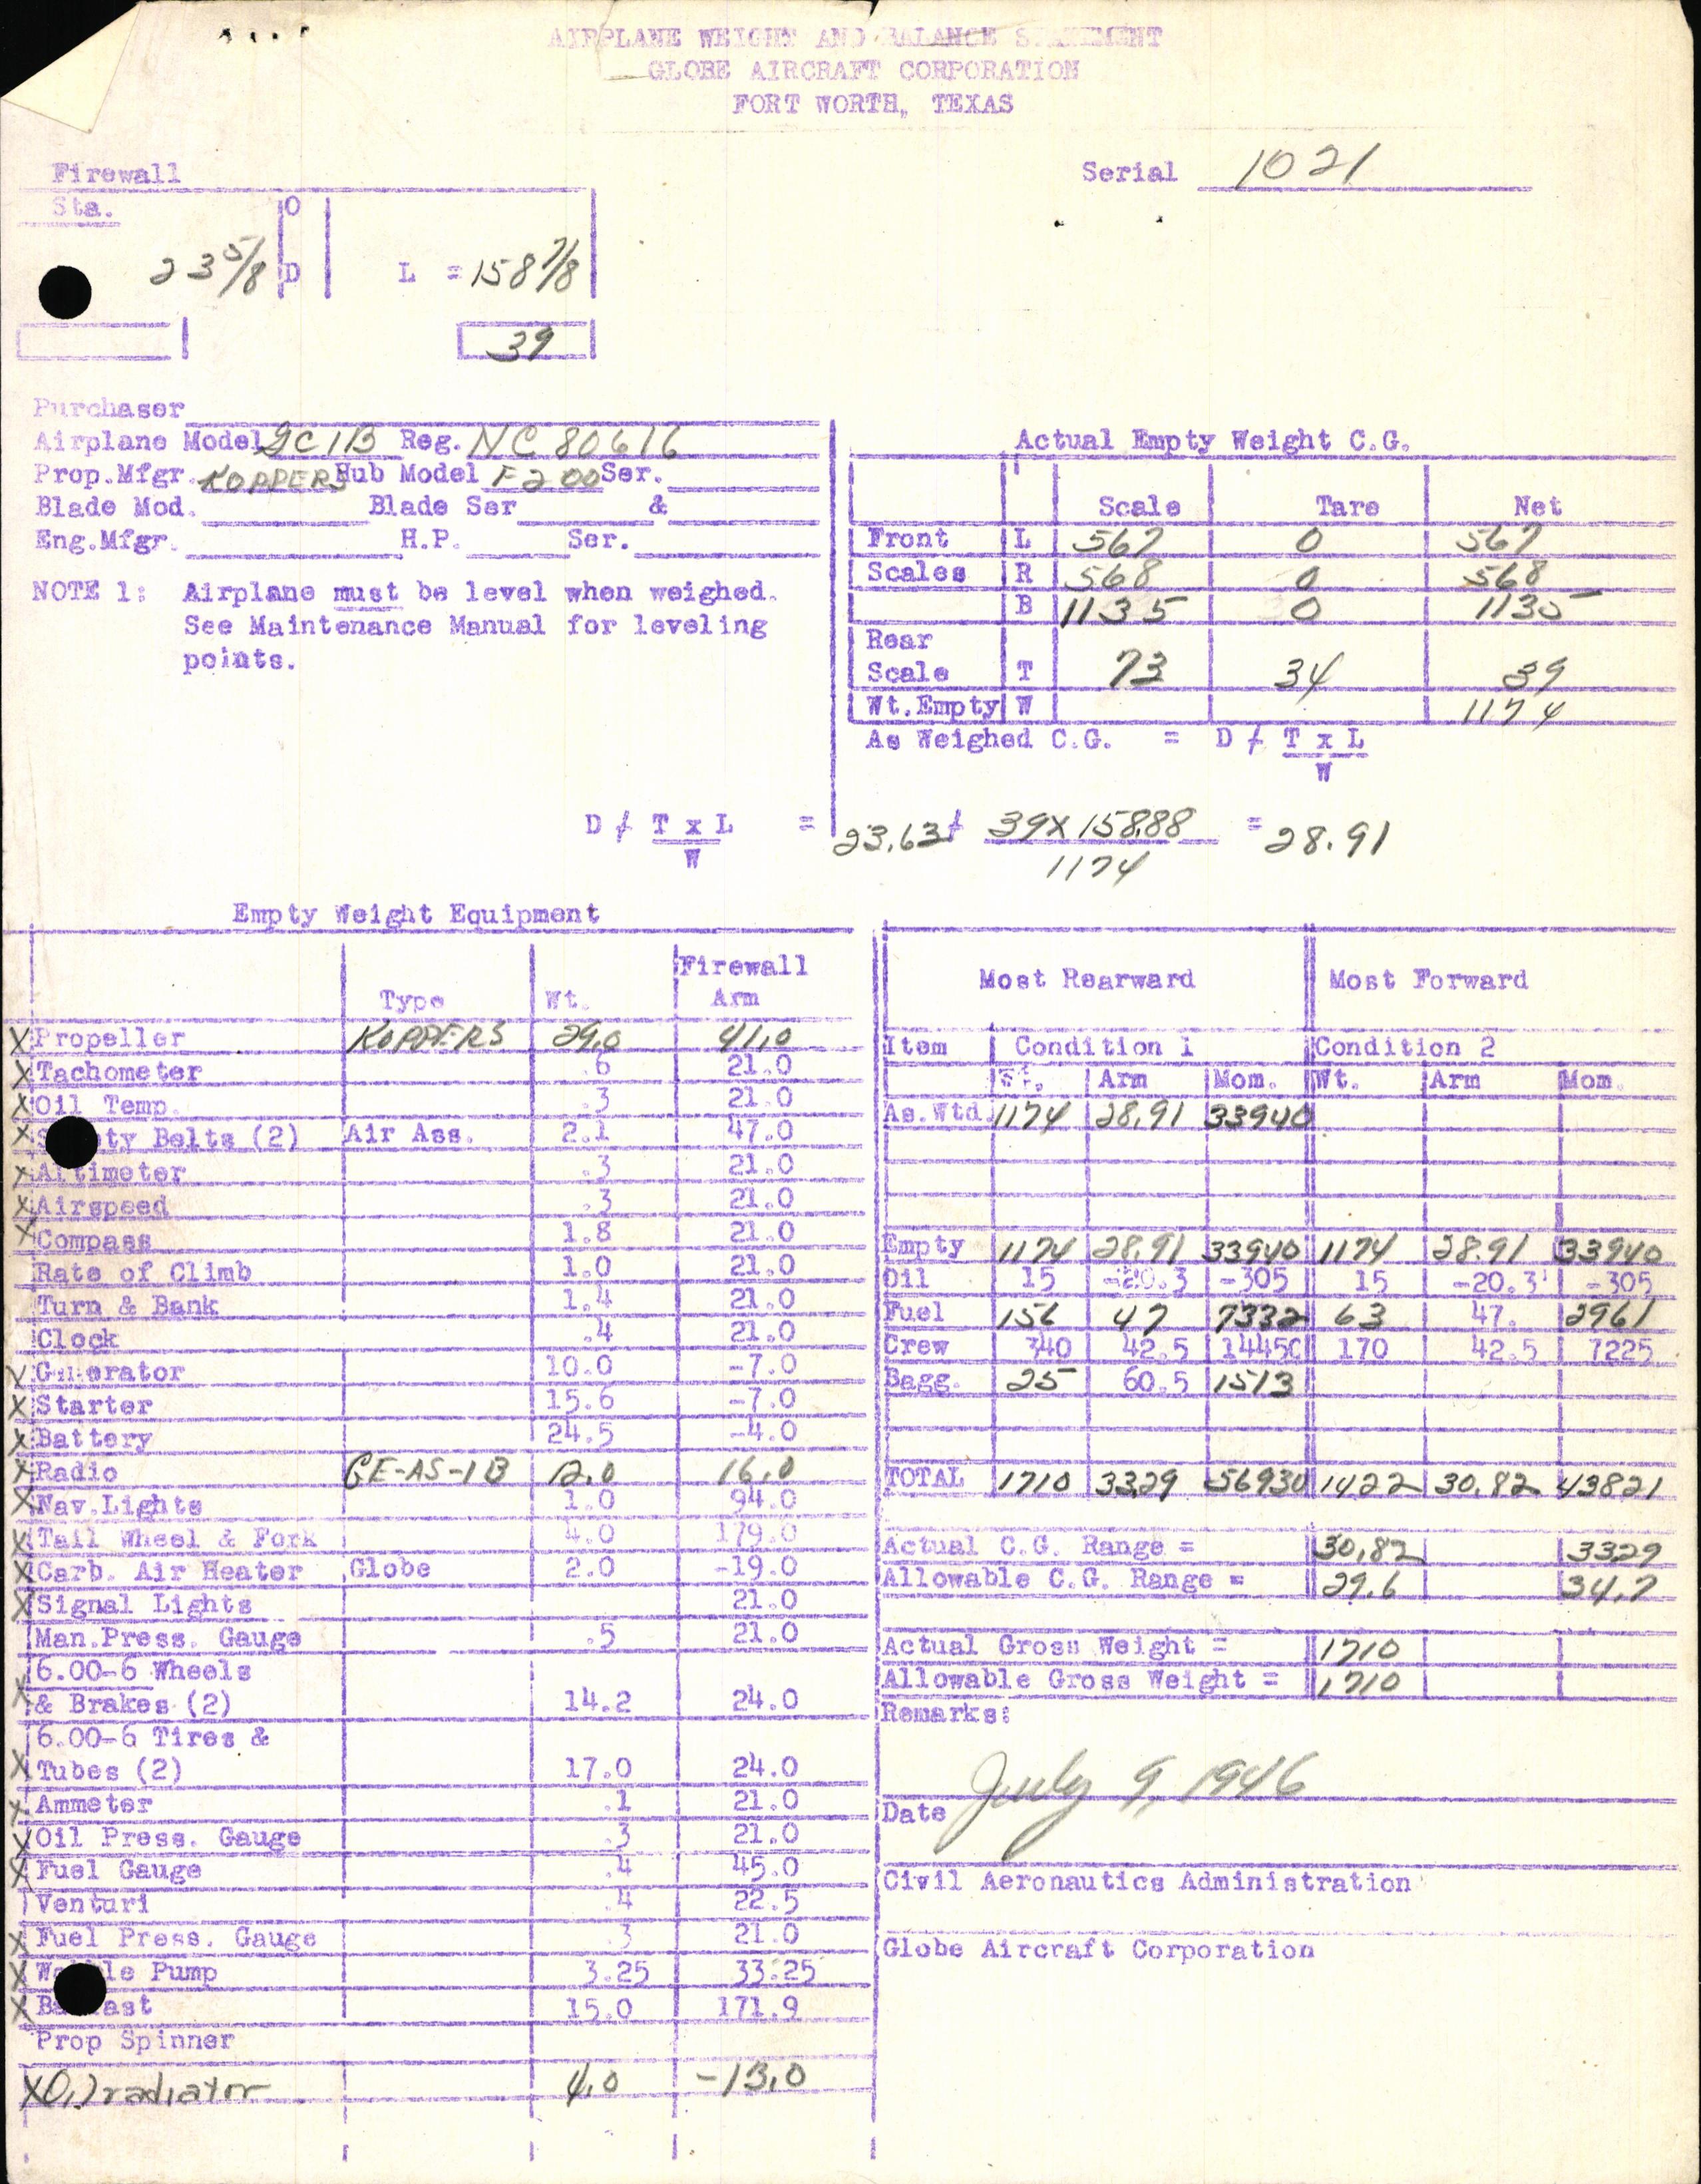 AIRPLANE WEIGHT AND BALANCE STATEMENT
GLOBE AIRCRAFT CORPORATION
FORT WORTH, TEXAS
Serial 1021
Firewall
Sta. O
23 5/8 D L = 158 7/8
39
Purchaser
Airplane Model GC1B Reg. NC 80616
Prop.Mfgr. KOPPERS Hub Model F200 Ser.
Blade Mod. Blade Ser &
Eng.Mfgr. H.P. Ser.
NOTE 1: Airplane must be level when weighed.
See Maintenance Manual for leveling
points.
Actual Empty Weight C.G.
Scale Tare Net
Front L 567 0 567
Scales R 568 0 568
B 1135 0 1135
Rear
Scale T 73 34 39
Wt.Empty W 1174
As Weighed C.G. = D + T x L
W
D + T x L = 23.63 + 39 X 158.88 = 28.91
W 1174
Empty Weight Equipment
Type Wt. Firewall Arm
X Propeller KOPPERS 29.0 41.0
X Tachometer .6 21.0
X Oil Temp. .3 21.0
X S ty Belts (2) Air Ass. 2.1 47.0
X Altimeter .3 21.0
X Airspeed .3 21.0
X Compass 1.8 21.0
Rate of Climb 1.0 21.0
Turn & Bank 1.4 21.0
Clock .4 21.0
X Generator 10.0 -7.0
X Starter 15.6 -7.0
X Battery 24.5 -4.0
X Radio GE-AS-1B 12.0 16.0
X Nav.Lights 1.0 94.0
X Tail Wheel & Fork 4.0 179.0
X Carb. Air Heater Globe 2.0 -19.0
X Signal Lights 21.0
Man.Press. Gauge .5 21.0
6.00-6 Wheels
X & Brakes (2) 14.2 24.0
6.00-6 Tires &
X Tubes (2) 17.0 24.0
X Ammeter .1 21.0
X Oil Press. Gauge .3 21.0
X Fuel Gauge .4 45.0
Venturi .4 22.5
X Fuel Press. Gauge .3 21.0
X W le Pump 3.25 33.25
X B ast 15.0 171.9
Prop Spinner
X Oil radiator 4.0 -13.0
Most Rearward Most Forward
Item Condition 1 Condition 2
Wt. Arm Mom. Wt. Arm Mom.
As.Wtd. 1174 28.91 33940
Empty 1174 28.91 33940 1174 28.91 33940
Oil 15 -20.3 -305 15 -20.3 -305
Fuel 156 47 7332 63 47. 2961
Crew 340 42.5 14450 170 42.5 7225
Bagg. 25 60.5 1513
TOTAL 1710 33.29 56930 1422 30.82 43821
Actual C.G. Range = 30.82 33.29
Allowable C.G. Range = 29.6 34.7
Actual Gross Weight = 1710
Allowable Gross Weight = 1710
Remarks:
Date July 9, 1946
Civil Aeronautics Administration
Globe Aircraft Corporation